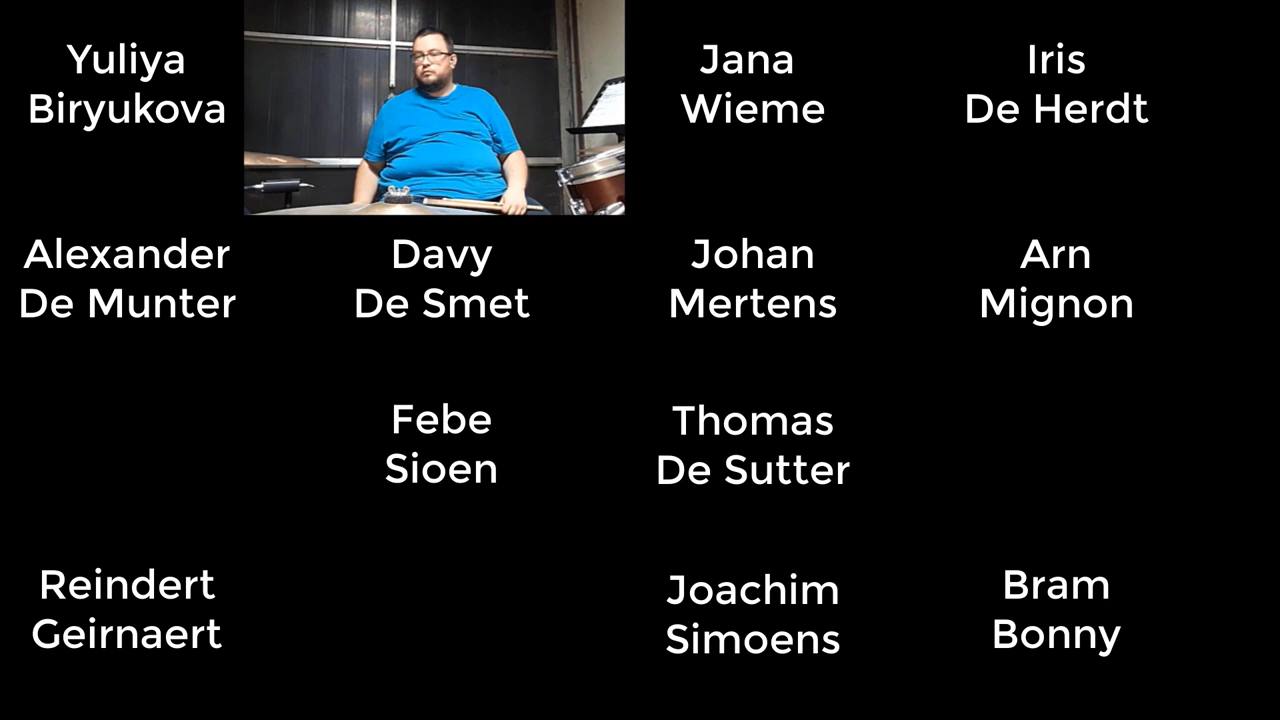 Yuliya
Biryukova
Jana
Wieme
Iris
De Herdt
Alexander
De Munter
Davy
De Smet
Johan
Mertens
Arn
Mignon
Febe
Sioen
Thomas
De Sutter
Reindert
Geirnaert
Joachim
Simoens
Bram
Bonny